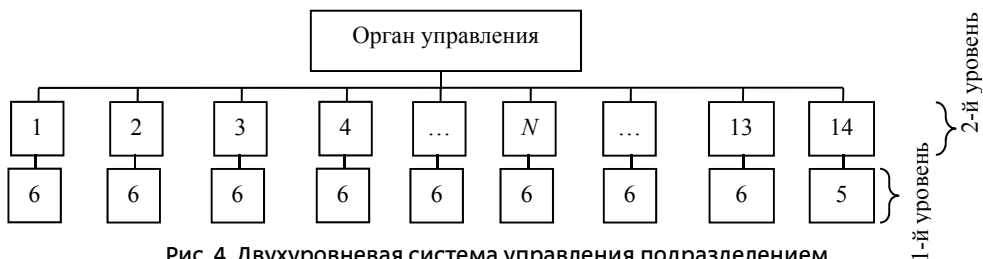 Орган управления
1 2 3 4 … N … 13 14
2-й уровень
6 6 6 6 6 6 6 6 5
1-й уровень
Рис. 4. Двухуровневая система управления подразделением